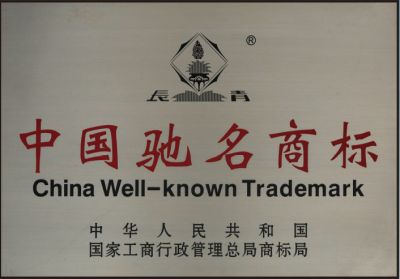 ®
長青
中国驰名商标
China Well-known Trademark
中华人民共和国
国家工商行政管理总局商标局